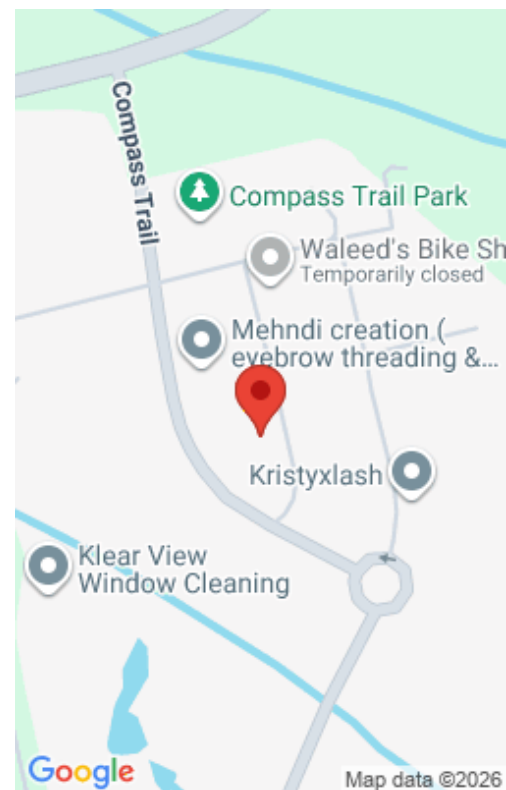 Compass Trail
Compass Trail Park
Waleed's Bike Sh
Temporarily closed
Mehndi creation (
eyebrow threading &...
Kristyxlash
Klear View
Window Cleaning
Google
Map data ©2026